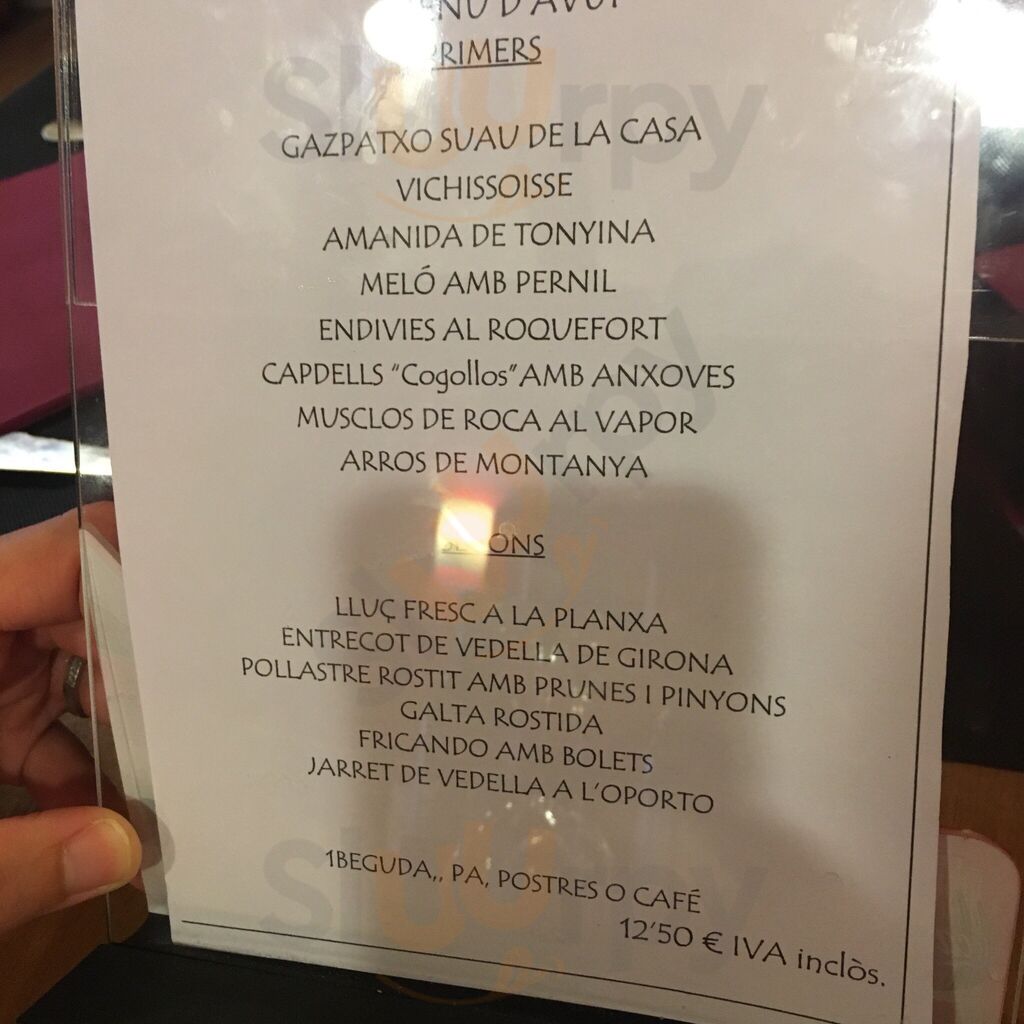 PRIMERS
GAZPATXO SUAU DE LA CASA
VICHISSOISSE
AMANIDA DE TONYINA
MELÓ AMB PERNIL
ENDIVIES AL ROQUEFORT
CAPDELLS "Cogollos"AMB ANXOVES
MUSCLOS DE ROCA AL VAPOR
ARROS DE MONTANYA
LLUÇ FRESC A LA PLANXA
ENTRECOT DE VEDELLA DE GIRONA
POLLASTRE ROSTIT AMB PRUNES I PINYONS
GALTA ROSTIDA
FRICANDO AMB BOLETS
JARRET DE VEDELLA A L'OPORTO
1BEGUDA,, PA, POSTRES O CAFÉ
12'50 € IVA inclòs.
Slurpy
Slurpy
Slurpy